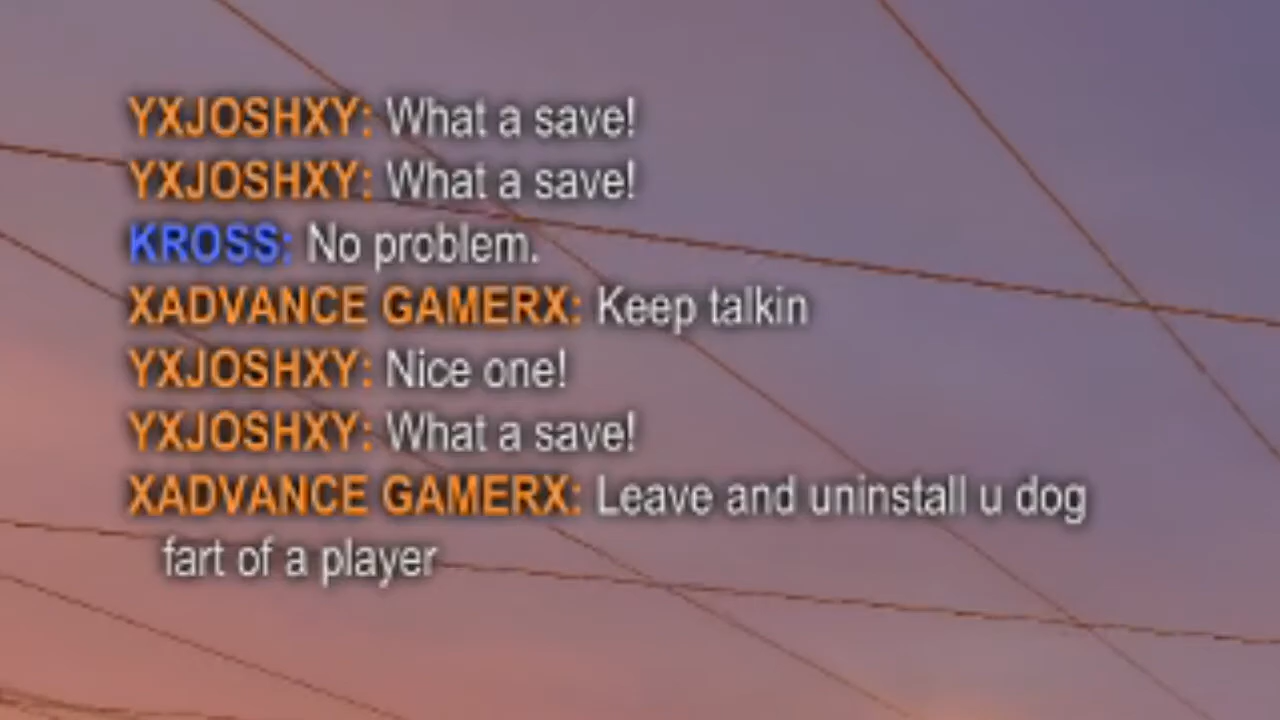 YXJOSHXY: What a save!
YXJOSHXY: What a save!
KROSS: No problem.
XADVANCE GAMERX: Keep talkin
YXJOSHXY: Nice one!
YXJOSHXY: What a save!
XADVANCE GAMERX: Leave and uninstall u dog
fart of a player